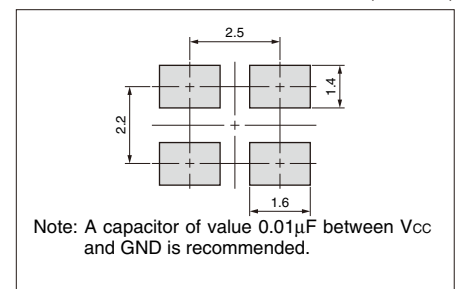 2.5
1.4
2.2
1.6
Note: A capacitor of value 0.01μF between Vcc
and GND is recommended.